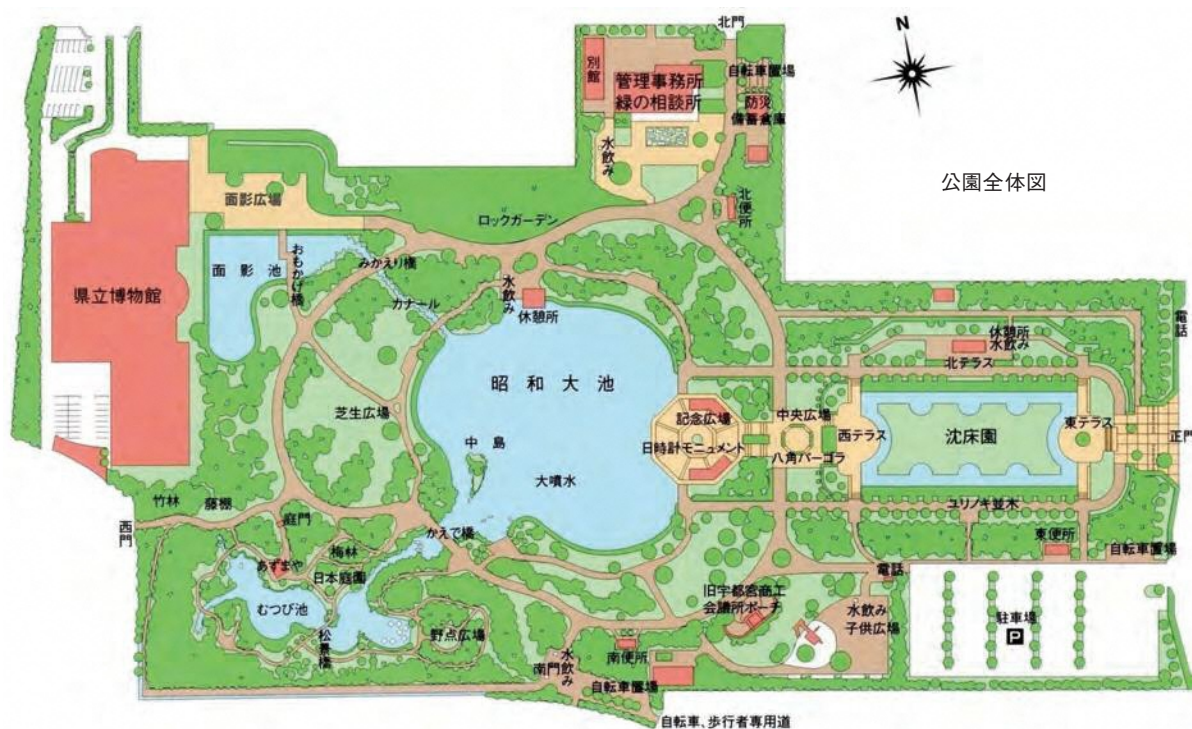 北門
N
別館
管理事務所
緑の相談所
自転車置場
防災
備蓄倉庫
水飲み
公園全体図
北便所
面影広場
ロックガーデン
面影池
おもかげ橋
みかえり橋
カナール
水飲み
休憩所
県立博物館
電話
休憩所
水飲み
北テラス
昭和大池
芝生広場
中島
大噴水
記念広場
日時計モニュメント
中央広場
八角パーゴラ
西テラス
沈床園
東テラス
正門
ユリノキ並木
竹林
藤棚
西門
庭門
かえで橋
梅林
あずまや
日本庭園
むつび池
松景橋
野点広場
東便所
自転車置場
電話
旧宇都宮商工
会議所ポーチ
水飲み
子供広場
駐車場
P
南便所
水飲み
南門
自転車置場
自転車、歩行者専用道